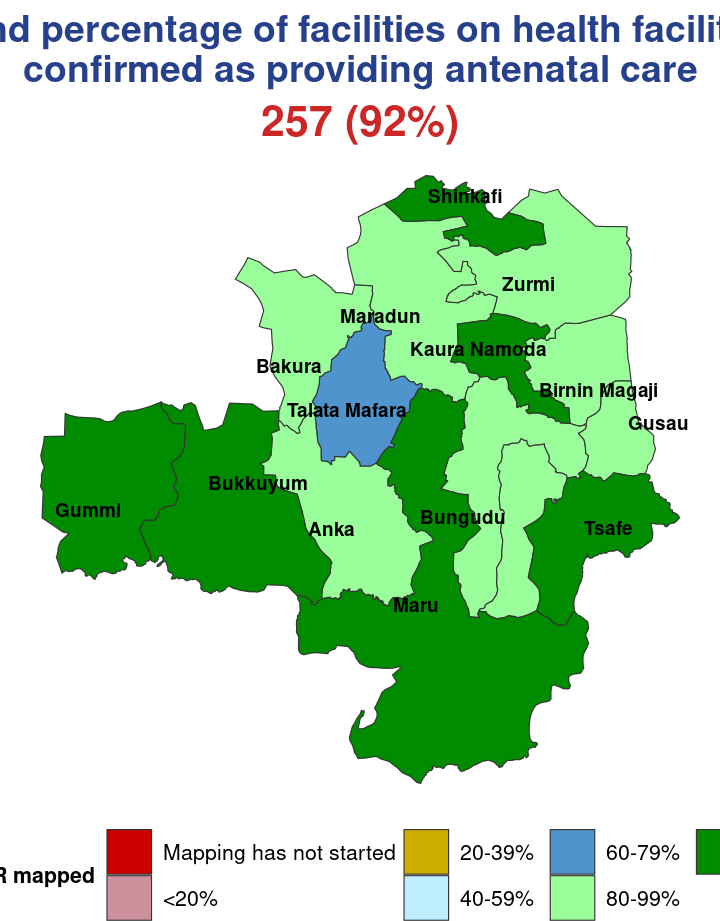 percentage of facilities on health
confirmed as providing antenatal care
257 (92%)
Shinkafi
Zurmi
Maradun
Kaura Namoda
Bakura
Birnin Magaji
Talata Mafara
Gusau
Bukkuyum
Gummi
Bungudu
Anka
Tsafe
Maru
Mapping has not started
20-39%
60-79%
mapped
<20%
40-59%
80-99%